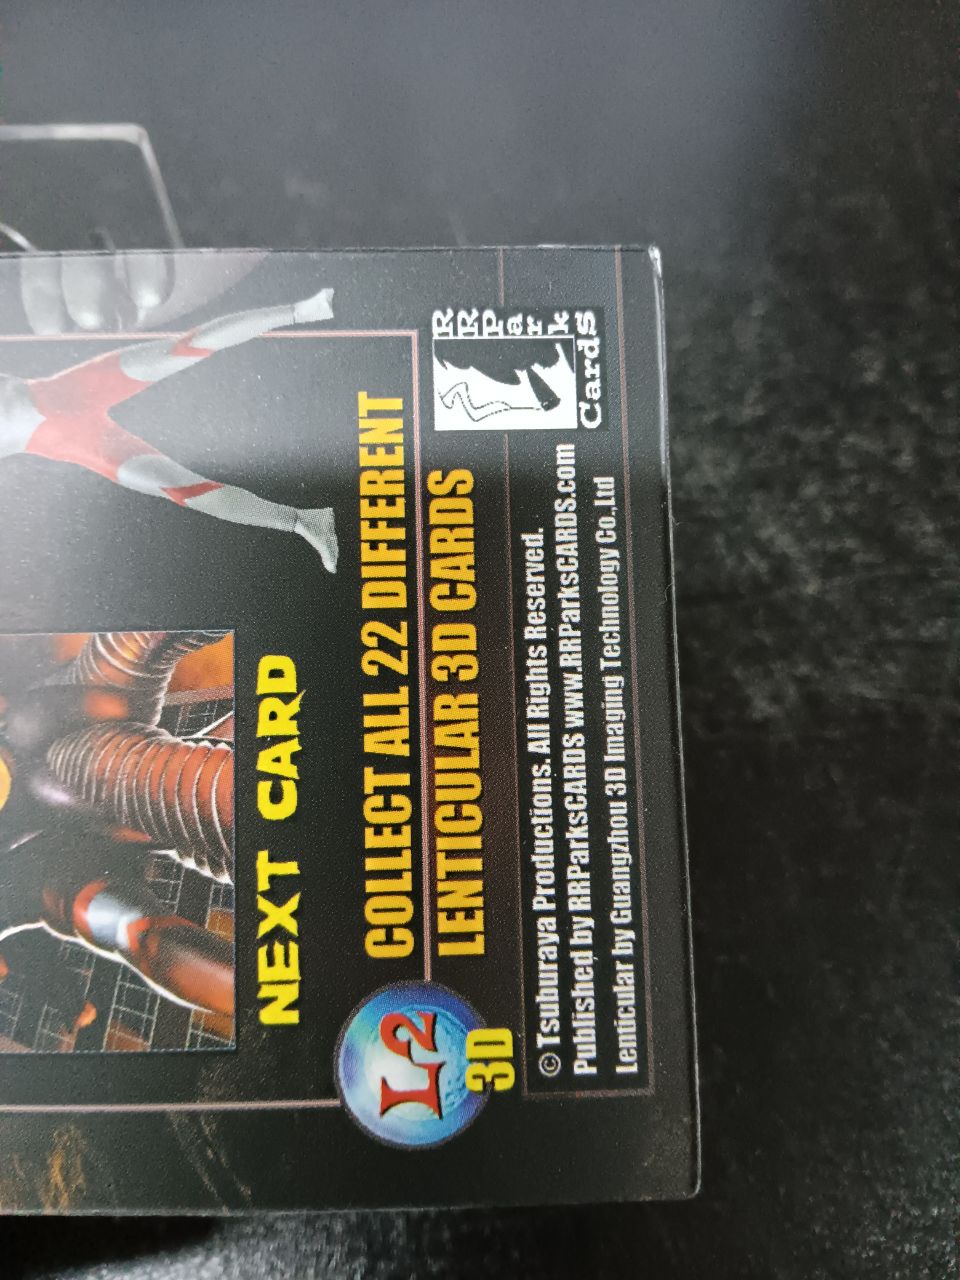 NEXT CARD
COLLECT ALL 22 DIFFERENT
LENTICULAR 3D CARDS
L2
3D
© Tsuburaya Productions. All Rights Reserved.
Published by RRParksCARDS www.RRParksCARDS.com
Lenticular by Guangzhou 3D Imaging Technology Co.,ltd
RRPark
Cards